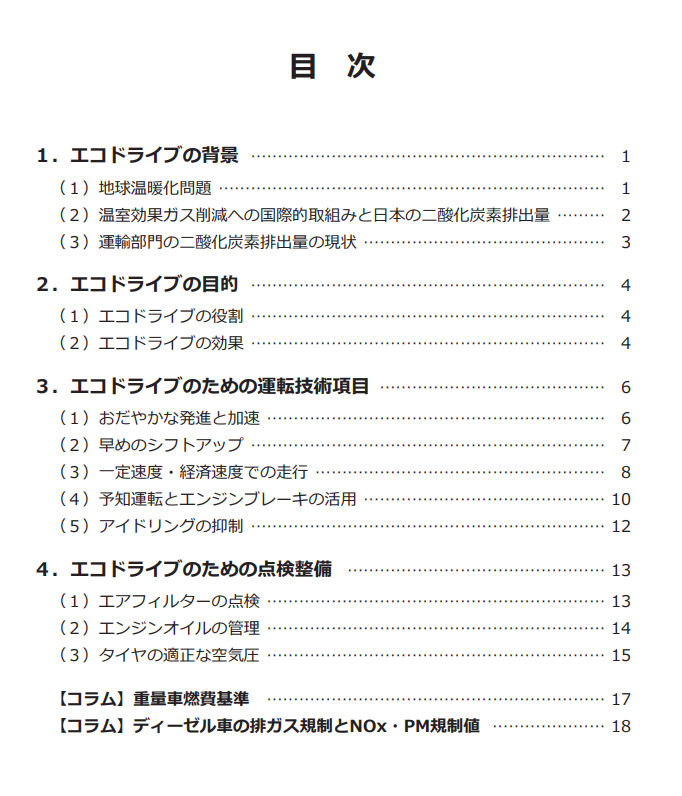 目　次
１．エコドライブの背景 ……………………………………………………… 1
（１）地球温暖化問題 ……………………………………………………………… 1
（２）温室効果ガス削減への国際的取組みと日本の二酸化炭素排出量 ……… 2
（３）運輸部門の二酸化炭素排出量の現状 ……………………………………… 3
２．エコドライブの目的 ……………………………………………………… 4
（１）エコドライブの役割 ………………………………………………………… 4
（２）エコドライブの効果 ………………………………………………………… 4
３．エコドライブのための運転技術項目 …………………………………… 6
（１）おだやかな発進と加速 ……………………………………………………… 6
（２）早めのシフトアップ ………………………………………………………… 7
（３）一定速度・経済速度での走行 ……………………………………………… 8
（４）予知運転とエンジンブレーキの活用 ……………………………………… 10
（５）アイドリングの抑制 ………………………………………………………… 12
４．エコドライブのための点検整備 ………………………………………… 13
（１）エアフィルターの点検 ……………………………………………………… 13
（２）エンジンオイルの管理 ……………………………………………………… 14
（３）タイヤの適正な空気圧 ……………………………………………………… 15
【コラム】重量車燃費基準 ……………………………………………………… 17
【コラム】ディーゼル車の排ガス規制とNOx・PM規制値 ………………… 18